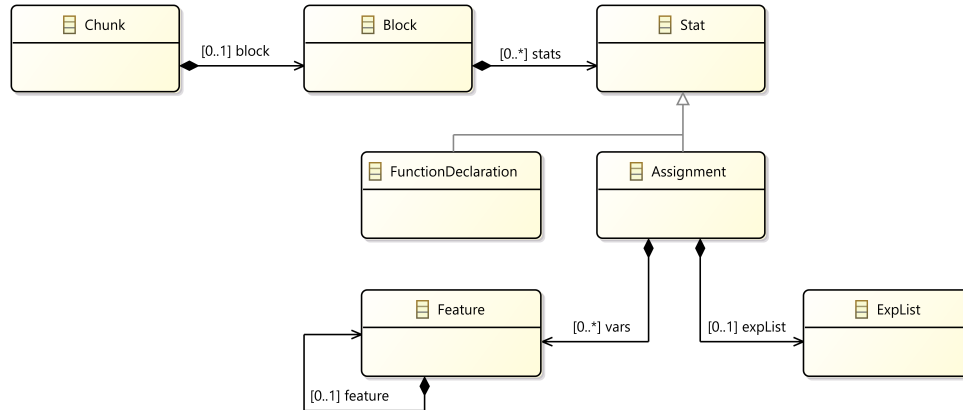 Chunk
Block
Stat
[0..1] block
[0..*] stats
FunctionDeclaration
Assignment
Feature
ExpList
[0..*] vars
[0..1] expList
[0..1] feature